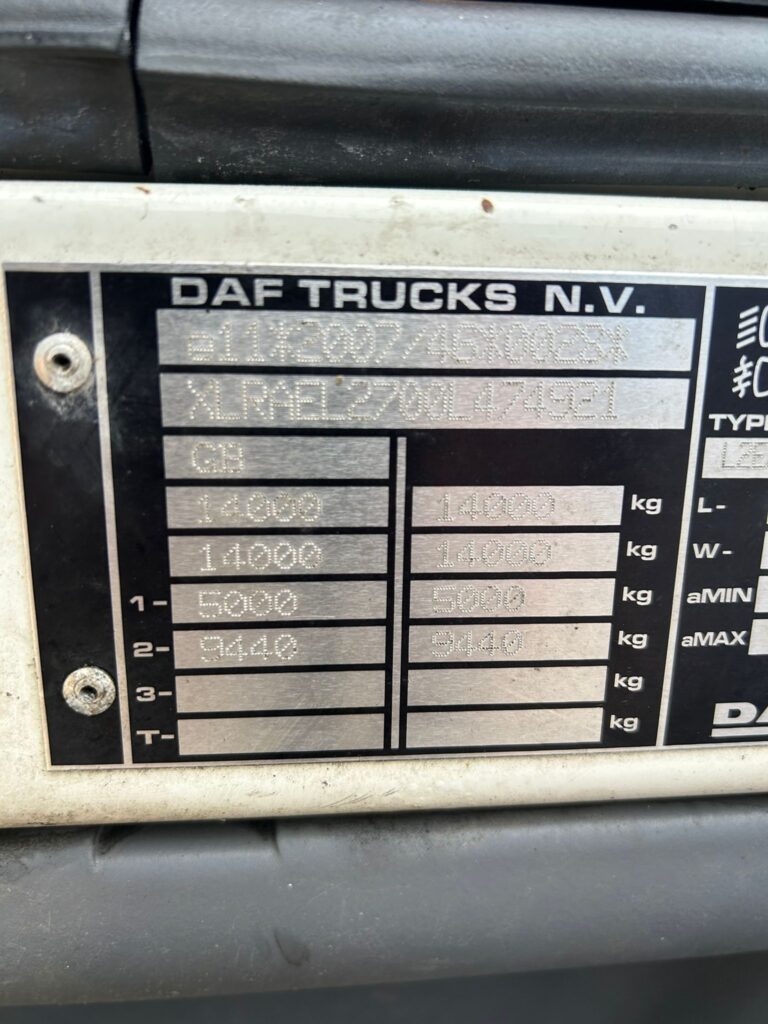 DAF TRUCKS N.V.
e11*2007/46*0023*
XLRAEL2700L474921
GB
14000 14000 kg
14000 14000 kg
1- 5000 5000 kg
2- 9440 9440 kg
3- kg
T- kg
TYP
L-
W-
aMIN
aMAX